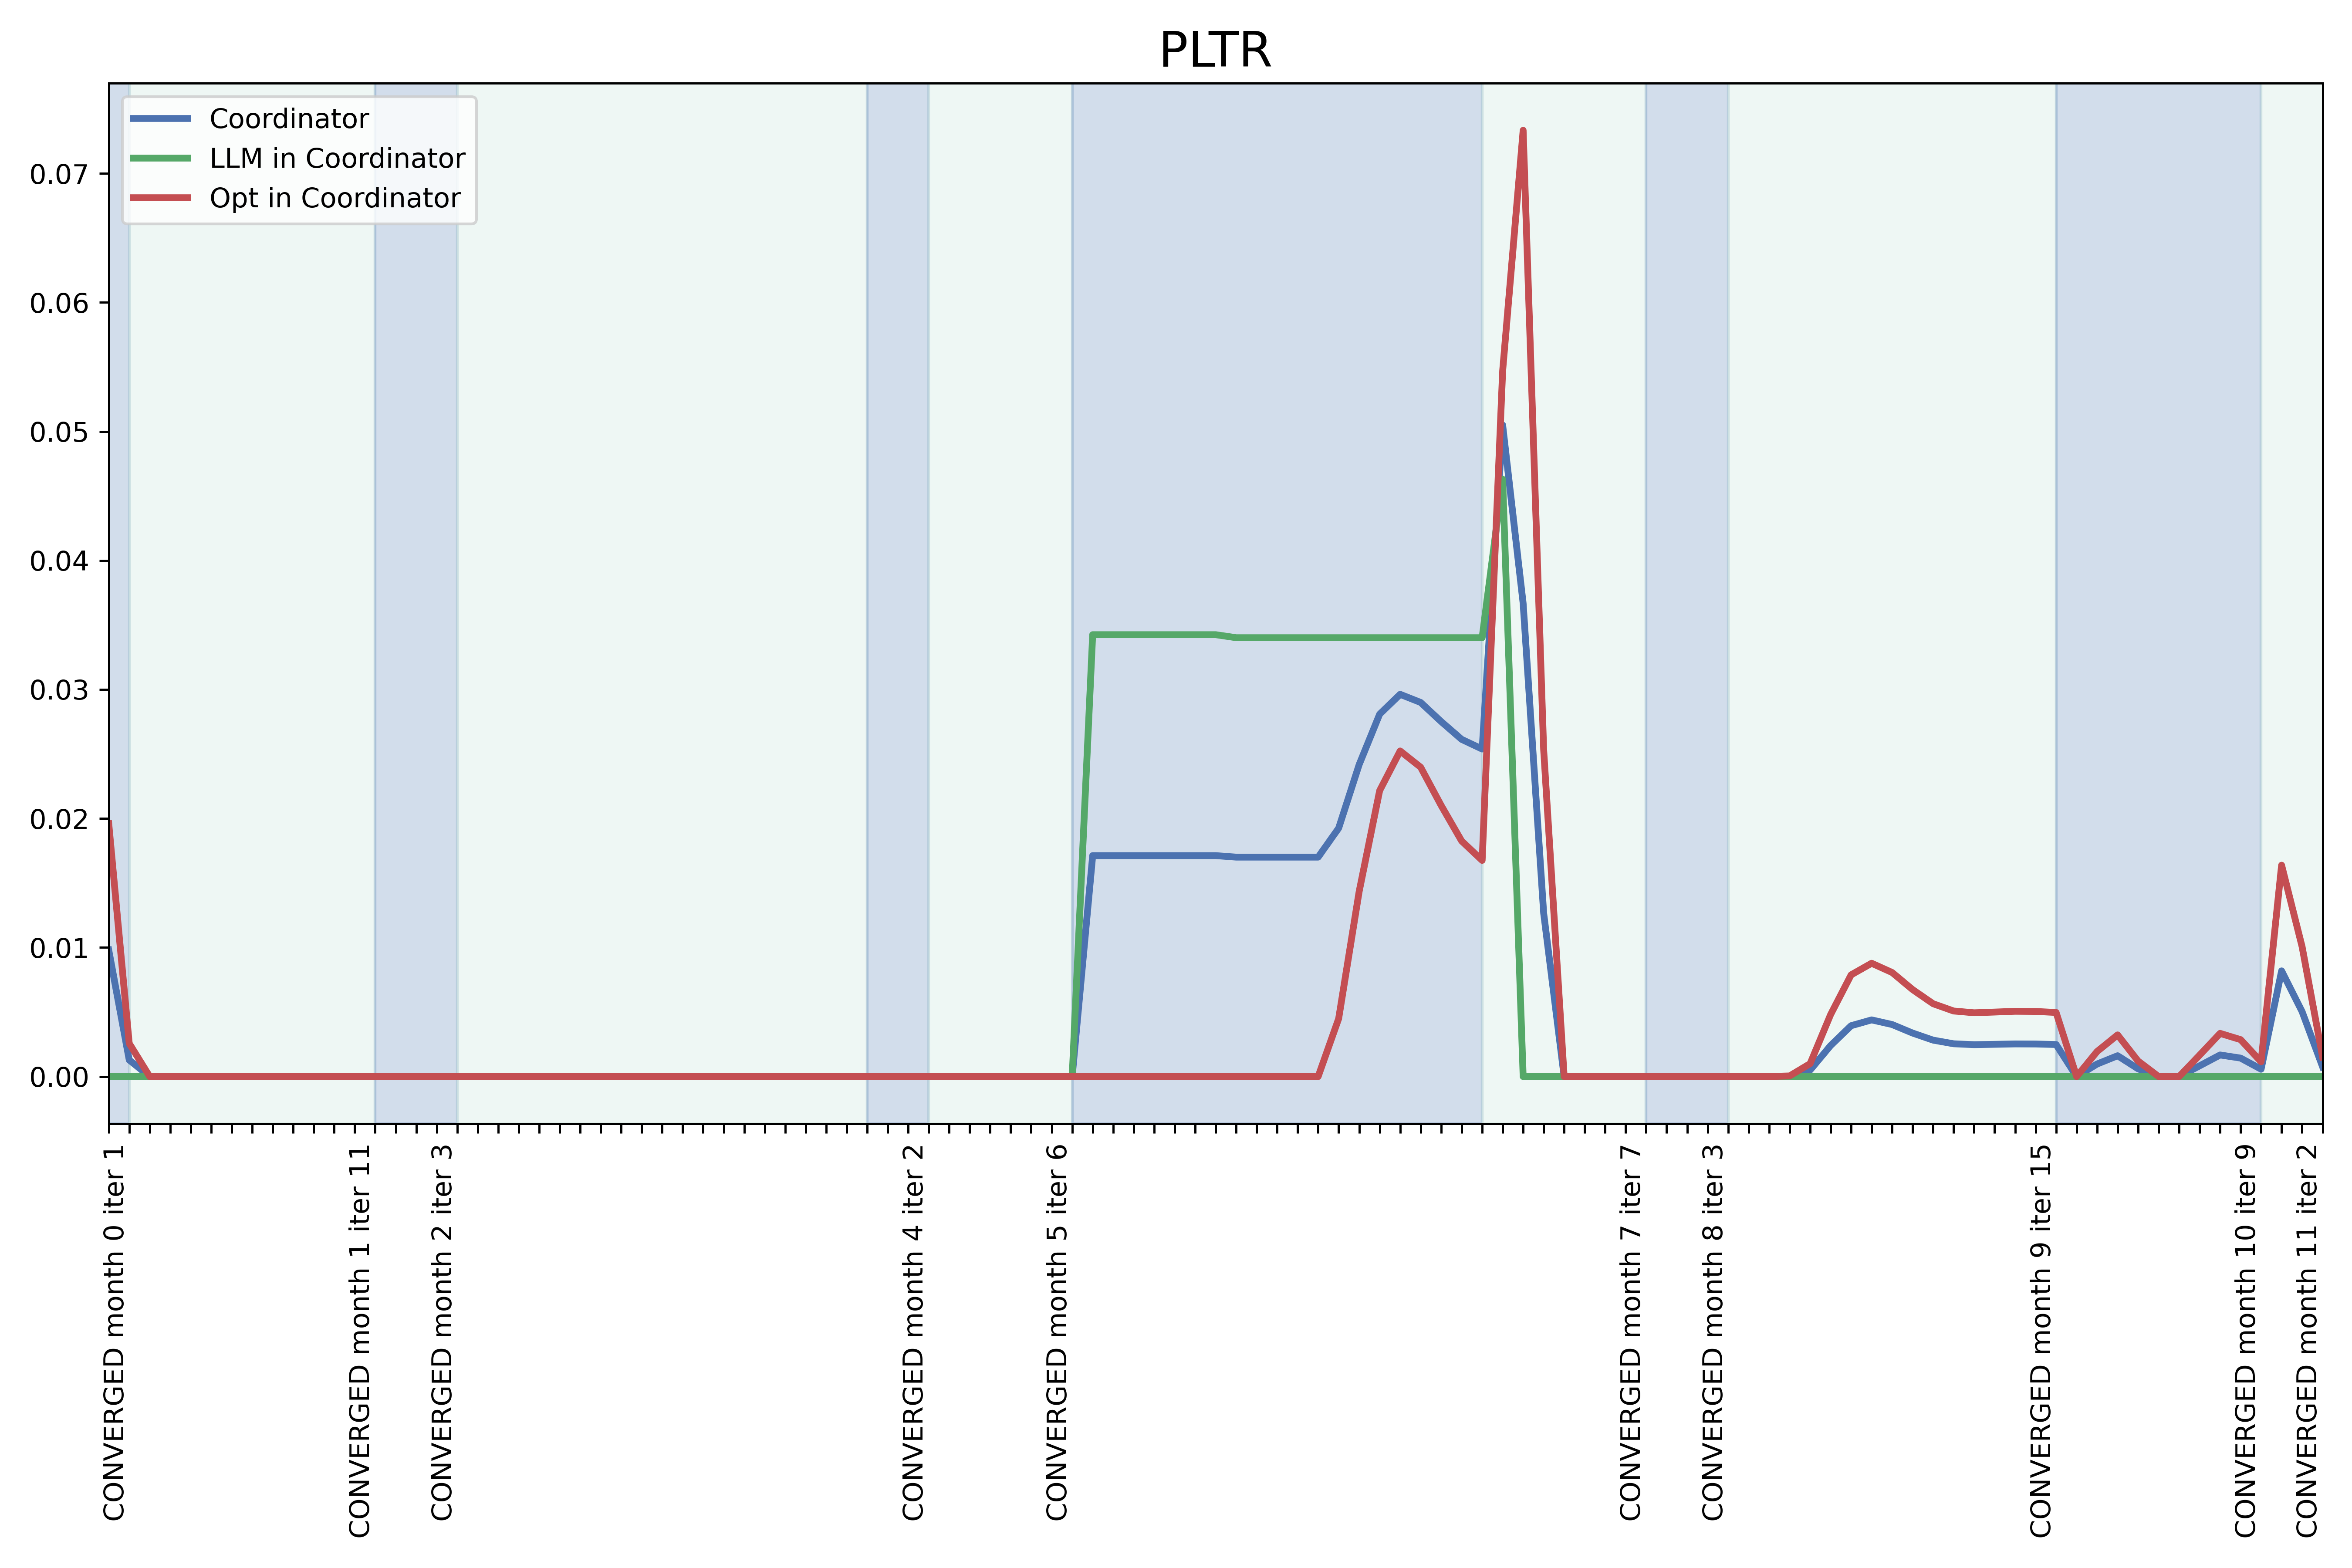 PLTR
Coordinator
LLM in Coordinator
Opt in Coordinator
0.07
0.06
0.05
0.04
0.03
0.02
0.01
0.00
CONVERGED month 0 iter 1
CONVERGED month 1 iter 11
CONVERGED month 2 iter 3
CONVERGED month 4 iter 2
CONVERGED month 5 iter 6
CONVERGED month 7 iter 7
CONVERGED month 8 iter 3
CONVERGED month 9 iter 15
CONVERGED month 10 iter 9
CONVERGED month 11 iter 2